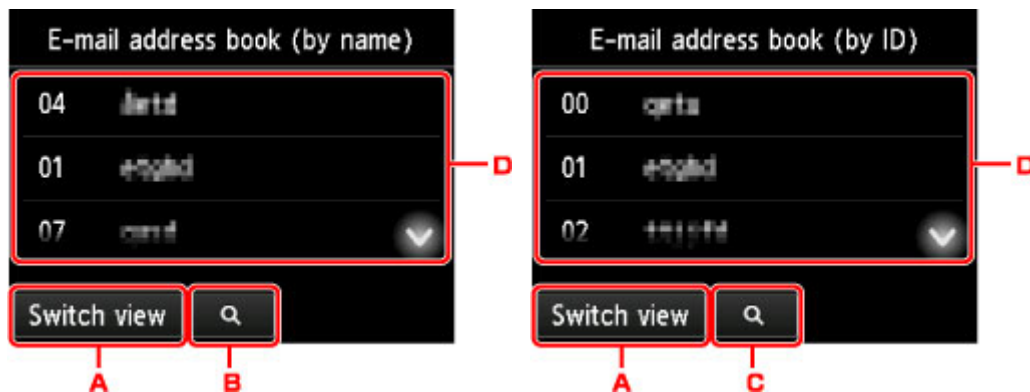 E-mail address book (by name)
04
01
07
D
Switch view
A
B
E-mail address book (by ID)
00
01
02
D
Switch view
A
C